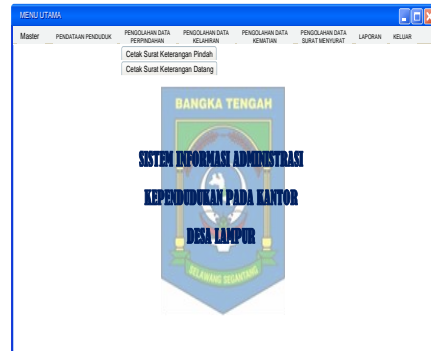 MENU UTAMA
Master PENDATAAN PENDUDUK PENGOLAHAN DATA PERPINDAHAN PENGOLAHAN DATA KELAHIRAN PENGOLAHAN DATA KEMATIAN PENGOLAHAN DATA SURAT MENYURAT LAPORAN KELUAR
Cetak Surat Keterangan Pindah
Cetak Surat Keterangan Datang
BANGKA TENGAH
SISTEM INFORMASI ADMINISTRASI
KEPENDUDUKAN PADA KANTOR
DESA LAMPUR
SELAWANG SEGANTANG